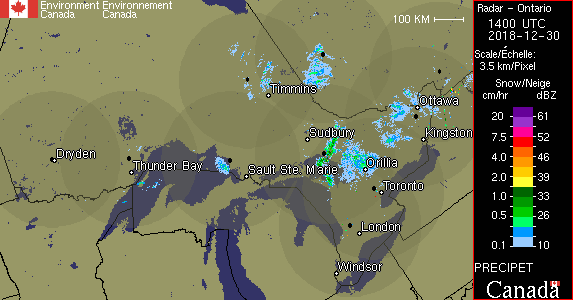 Environment Environnement
Canada Canada
100 KM
Radar - Ontario
1400 UTC
2018-12-30
Scale/Échelle:
3.5 km/Pixel
Snow/Neige
cm/hr dBZ
20 61
7.5 52
4.0 46
2.0 39
1.0 33
0.5 26
0.1 10
PRECIPET
Canada
Timmins
Ottawa
Sudbury
Kingston
Dryden
Thunder Bay
Sault Ste. Marie
Orillia
Toronto
London
Windsor